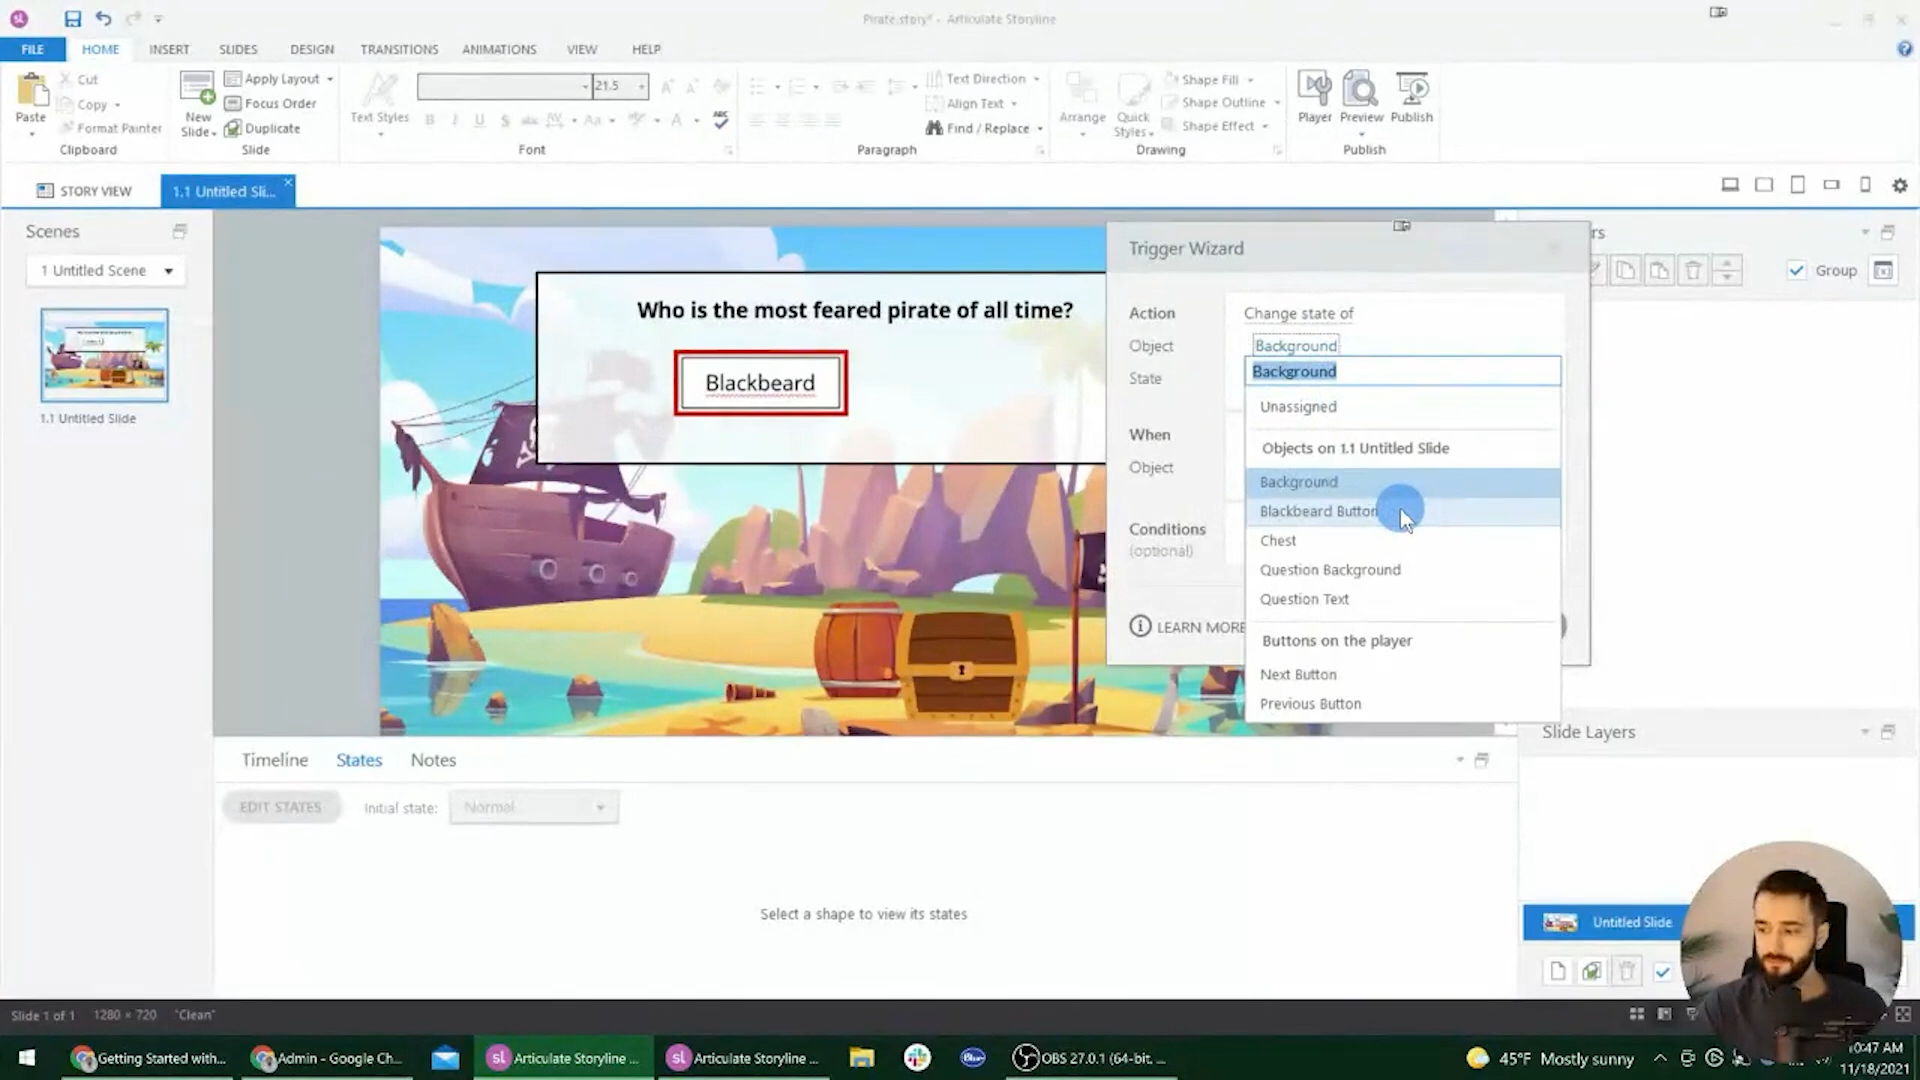 Pirate.story* - Articulate Storyline
FILE HOME INSERT SLIDES DESIGN TRANSITIONS ANIMATIONS VIEW HELP
Cut
Copy
Format Painter
Paste
Clipboard
New Slide
Apply Layout
Focus Order
Duplicate
Slide
Text Styles
21.5
Font
Text Direction
Align Text
Find / Replace
Paragraph
Arrange
Quick Styles
Shape Fill
Shape Outline
Shape Effect
Drawing
Player
Preview
Publish
Publish
STORY VIEW
1.1 Untitled Sli...
Scenes
1 Untitled Scene
1.1 Untitled Slide
Who is the most feared pirate of all time?
Blackbeard
Trigger Wizard
Action
Change state of
Object
Background
State
Background
Unassigned
When
Objects on 1.1 Untitled Slide
Object
Background
Blackbeard Button
Conditions
(optional)
Chest
Question Background
Question Text
LEARN MORE
Buttons on the player
Next Button
Previous Button
rs
Group
Timeline States Notes
EDIT STATES
Initial state:
Normal
Select a shape to view its states
Slide Layers
Untitled Slide
Slide 1 of 1
1280 × 720
"Clean"
Getting Started with...
Admin - Google Ch...
Articulate Storyline ...
Articulate Storyline ...
OBS 27.0.1 (64-bit, ...
45°F Mostly sunny
10:47 AM
11/18/2021